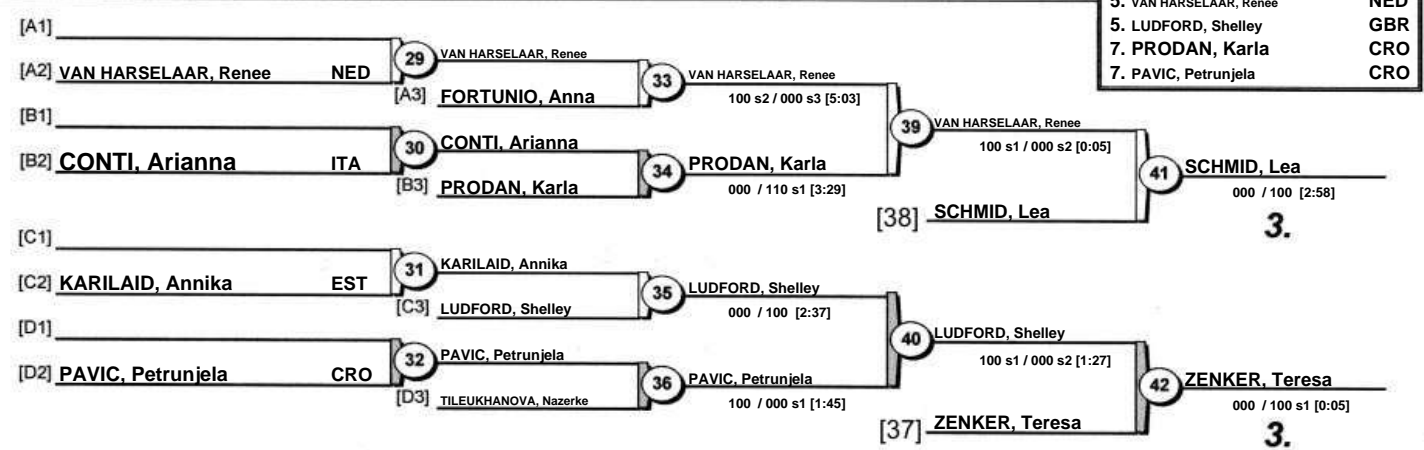 5. VAN HARSELAAR, Renee NED
5. LUDFORD, Shelley GBR
7. PRODAN, Karla CRO
7. PAVIC, Petrunjela CRO
[A1]
[A2] VAN HARSELAAR, Renee NED
29
VAN HARSELAAR, Renee
[A3] FORTUNIO, Anna
33
VAN HARSELAAR, Renee
100 s2 / 000 s3 [5:03]
[B1]
[B2] CONTI, Arianna ITA
30
CONTI, Arianna
[B3] PRODAN, Karla
34
PRODAN, Karla
000 / 110 s1 [3:29]
39
VAN HARSELAAR, Renee
100 s1 / 000 s2 [0:05]
[38] SCHMID, Lea
41
SCHMID, Lea
000 / 100 [2:58]
3.
[C1]
[C2] KARILAID, Annika EST
31
KARILAID, Annika
[C3] LUDFORD, Shelley
35
LUDFORD, Shelley
000 / 100 [2:37]
[D1]
[D2] PAVIC, Petrunjela CRO
32
PAVIC, Petrunjela
[D3] TILEUKHANOVA, Nazerke
36
PAVIC, Petrunjela
100 / 000 s1 [1:45]
40
LUDFORD, Shelley
100 s1 / 000 s2 [1:27]
[37] ZENKER, Teresa
42
ZENKER, Teresa
000 / 100 s1 [0:05]
3.